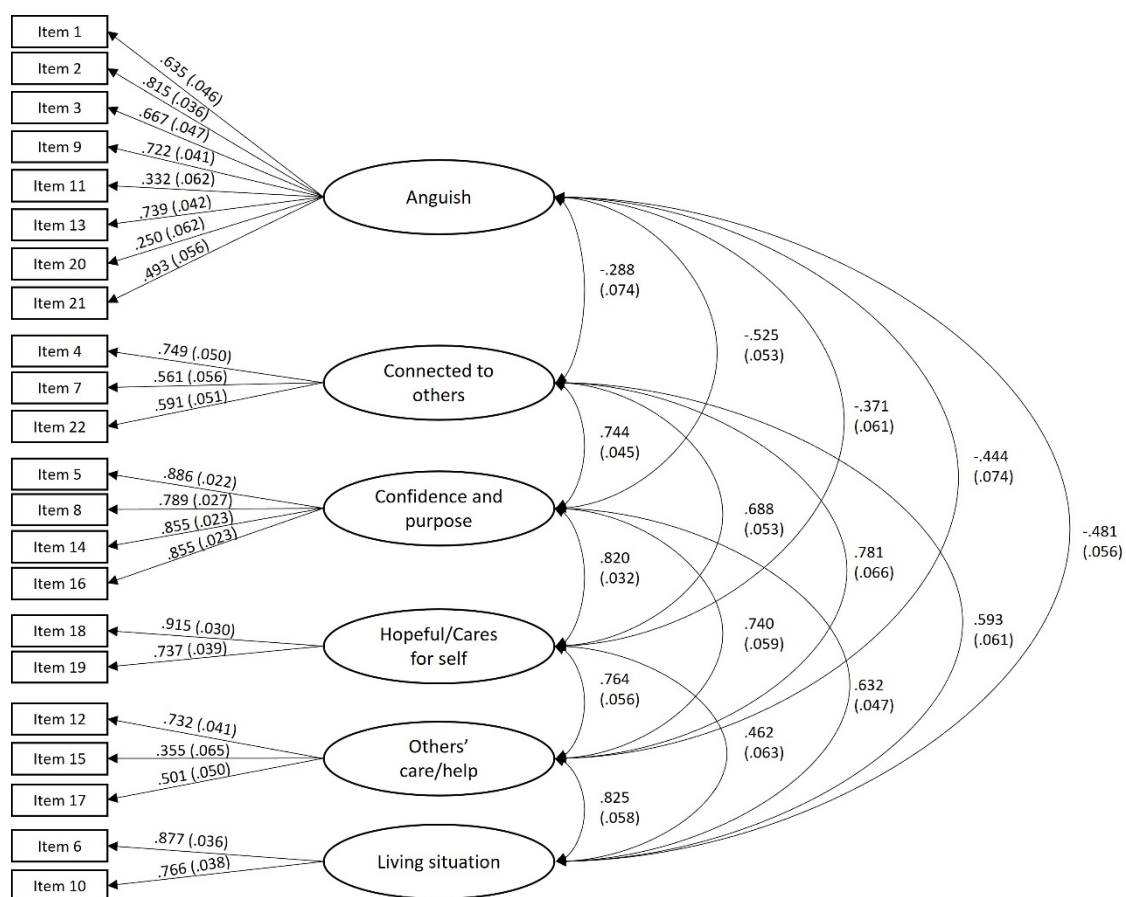 Item 1
Item 2
Item 3
Item 9
Item 11
Item 13
Item 20
Item 21
.635 (.046)
.815 (.036)
.667 (.047)
.722 (.041)
.332 (.062)
.739 (.042)
.250 (.062)
.493 (.056)
Anguish
Item 4
Item 7
Item 22
.749 (.050)
.561 (.056)
.591 (.051)
Connected to
others
Item 5
Item 8
Item 14
Item 16
.886 (.022)
.789 (.027)
.855 (.023)
.855 (.023)
Confidence and
purpose
Item 18
Item 19
.915 (.030)
.737 (.039)
Hopeful/Cares
for self
Item 12
Item 15
Item 17
.732 (.041)
.355 (.065)
.501 (.050)
Others’
care/help
Item 6
Item 10
.877 (.036)
.766 (.038)
Living situation
-.288
(.074)
-.525
(.053)
-.371
(.061)
-.444
(.074)
-.481
(.056)
.744
(.045)
.688
(.053)
.781
(.066)
.593
(.061)
.820
(.032)
.740
(.059)
.632
(.047)
.764
(.056)
.462
(.063)
.825
(.058)